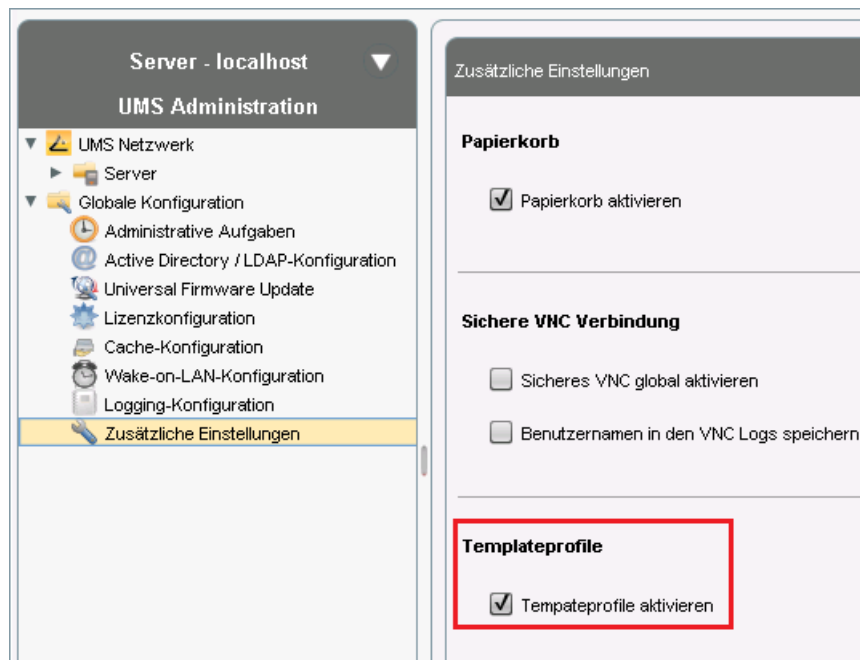 Server - localhost
UMS Administration
UMS Netzwerk
Server
Globale Konfiguration
Administrative Aufgaben
Active Directory / LDAP-Konfiguration
Universal Firmware Update
Lizenzkonfiguration
Cache-Konfiguration
Wake-on-LAN-Konfiguration
Logging-Konfiguration
Zusätzliche Einstellungen
Zusätzliche Einstellungen
Papierkorb
Papierkorb aktivieren
Sichere VNC Verbindung
Sicheres VNC global aktivieren
Benutzernamen in den VNC Logs speichern
Templateprofile
Tempateprofile aktivieren